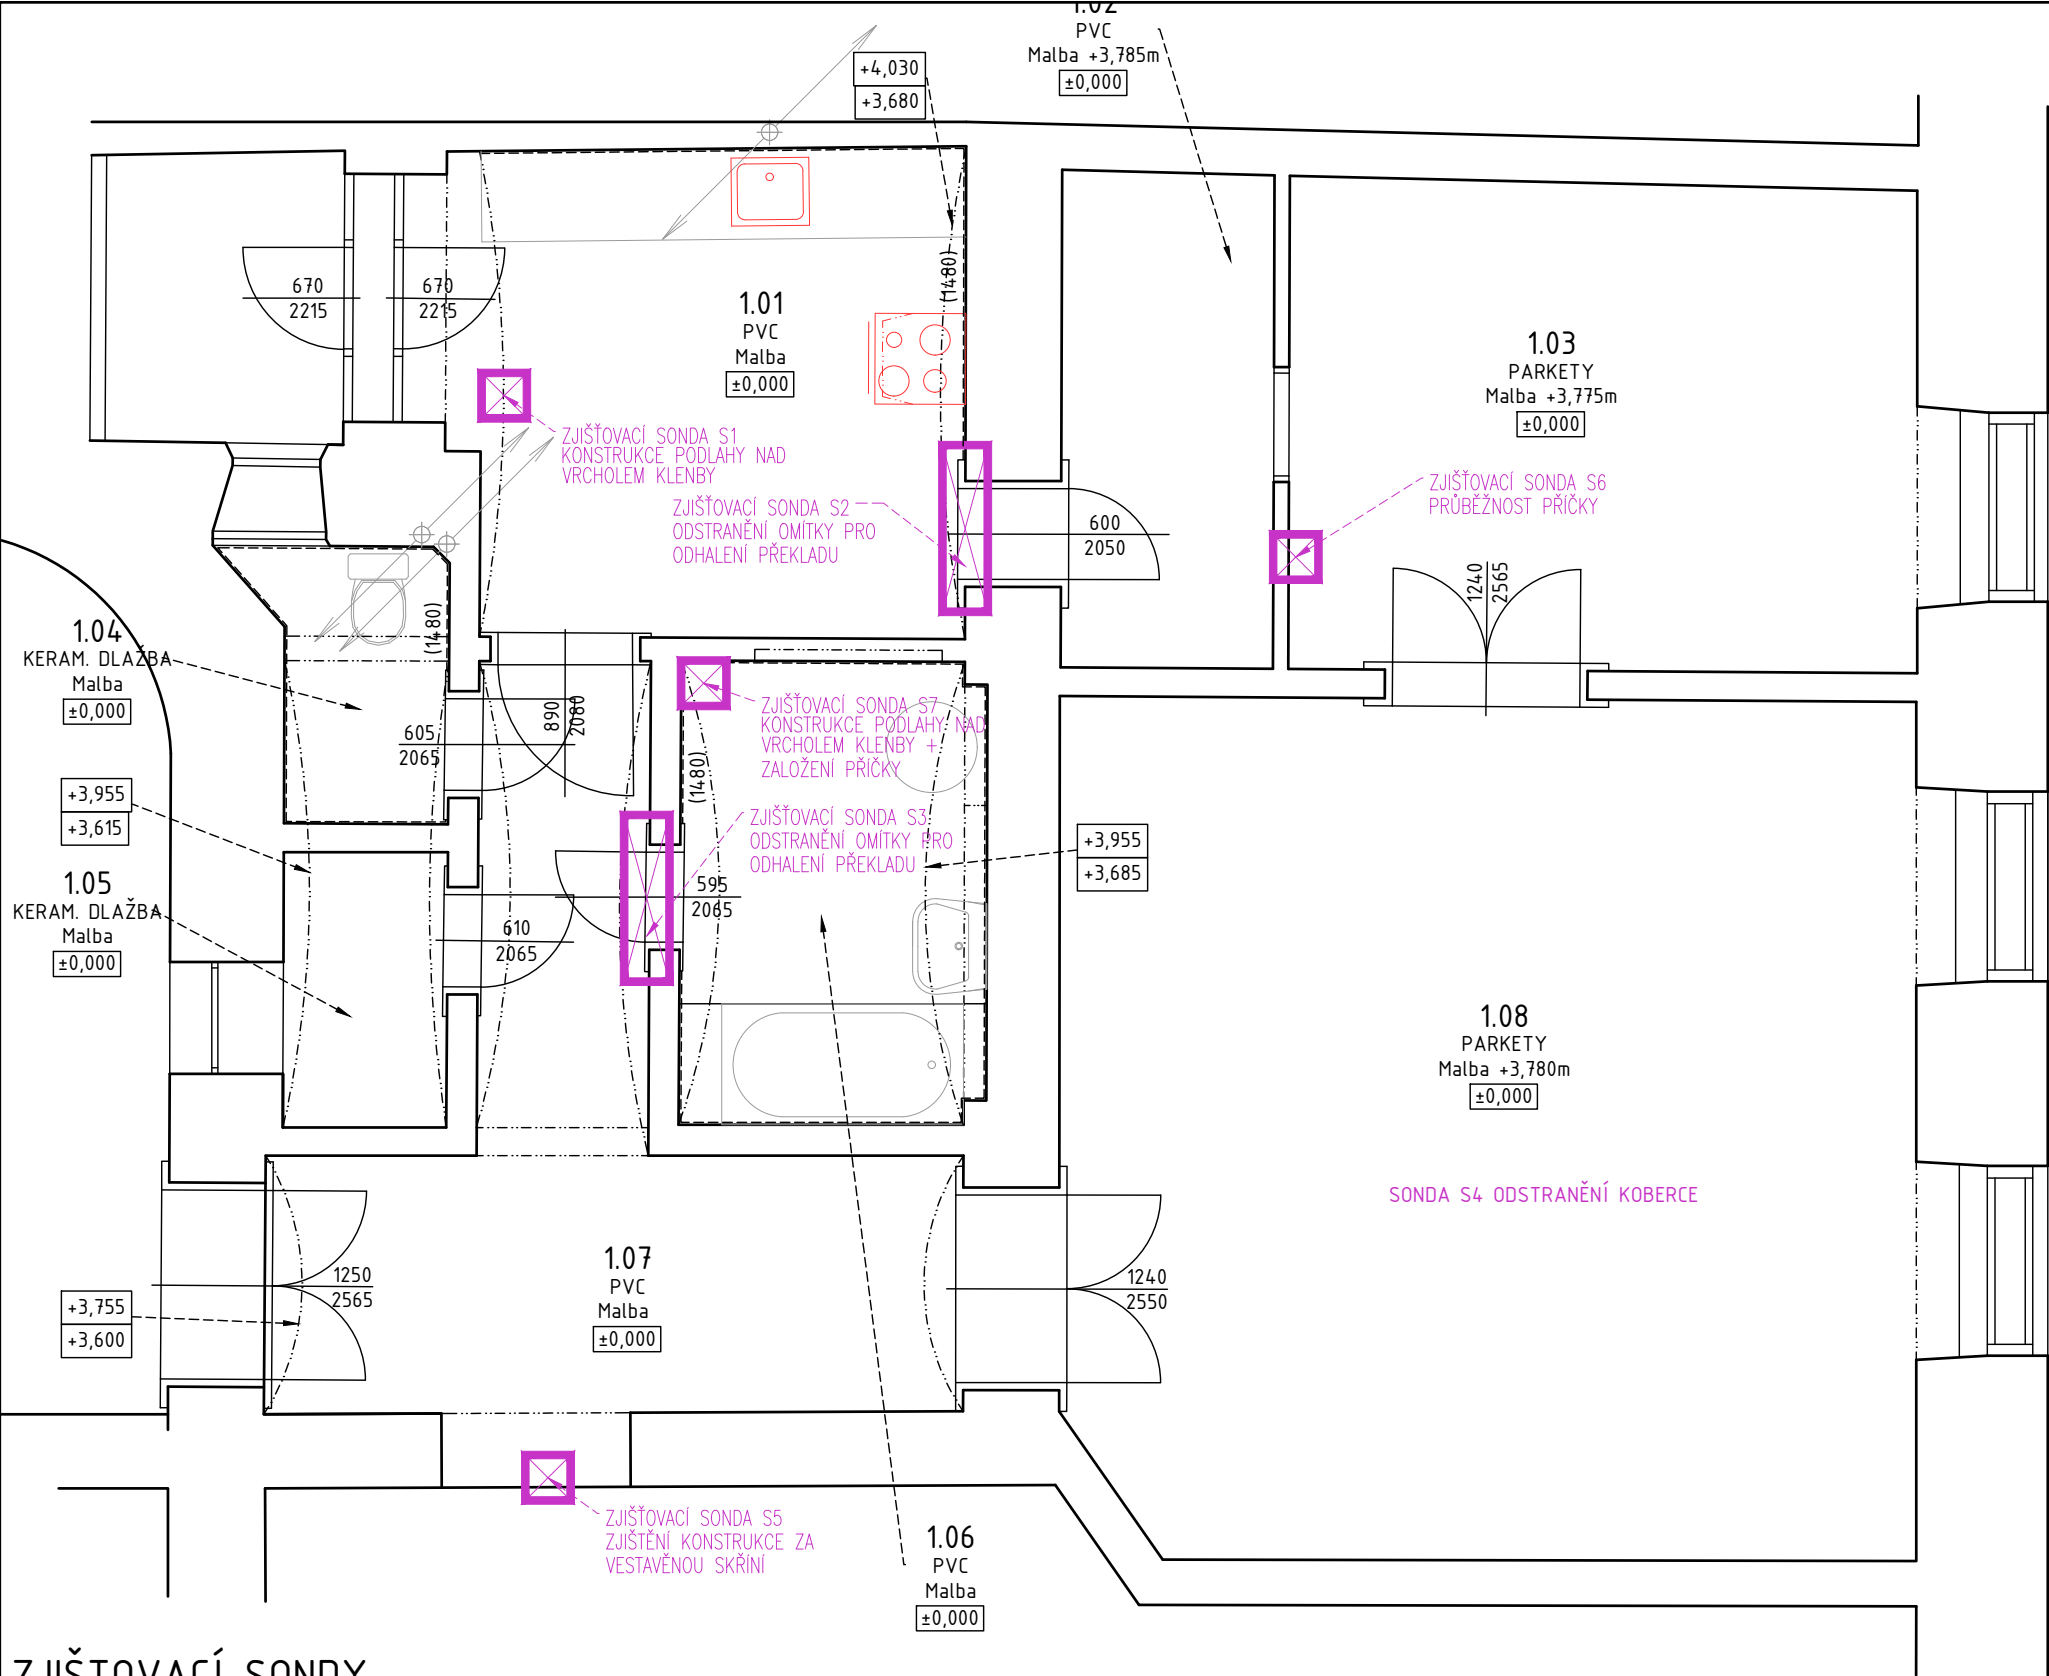 1.02
PVC
Malba +3,785m
±0,000
+4,030
+3,680
670
2215
670
2215
1.01
PVC
Malba
±0,000
(1480)
1.03
PARKETY
Malba +3,775m
±0,000
ZJIŠŤOVACÍ SONDA S1
KONSTRUKCE PODLAHY NAD
VRCHOLEM KLENBY
ZJIŠŤOVACÍ SONDA S2
ODSTRANĚNÍ OMÍTKY PRO
ODHALENÍ PŘEKLADU
600
2050
ZJIŠŤOVACÍ SONDA S6
PRŮBĚŽNOST PŘÍČKY
1240
2565
1.04
KERAM. DLAŽBA
Malba
±0,000
(1480)
605
2065
890
2080
ZJIŠŤOVACÍ SONDA S7
KONSTRUKCE PODLAHY NAD
VRCHOLEM KLENBY +
ZALOŽENÍ PŘÍČKY
(1480)
+3,955
+3,615
ZJIŠŤOVACÍ SONDA S3
ODSTRANĚNÍ OMÍTKY PRO
ODHALENÍ PŘEKLADU
+3,955
+3,685
1.05
KERAM. DLAŽBA
Malba
±0,000
595
2065
610
2065
1.08
PARKETY
Malba +3,780m
±0,000
SONDA S4 ODSTRANĚNÍ KOBERCE
1.07
PVC
Malba
±0,000
1250
2565
1240
2550
+3,755
+3,600
ZJIŠŤOVACÍ SONDA S5
ZJIŠTĚNÍ KONSTRUKCE ZA
VESTAVĚNOU SKŘÍNÍ
1.06
PVC
Malba
±0,000
ZJIŠŤOVACÍ SONDY